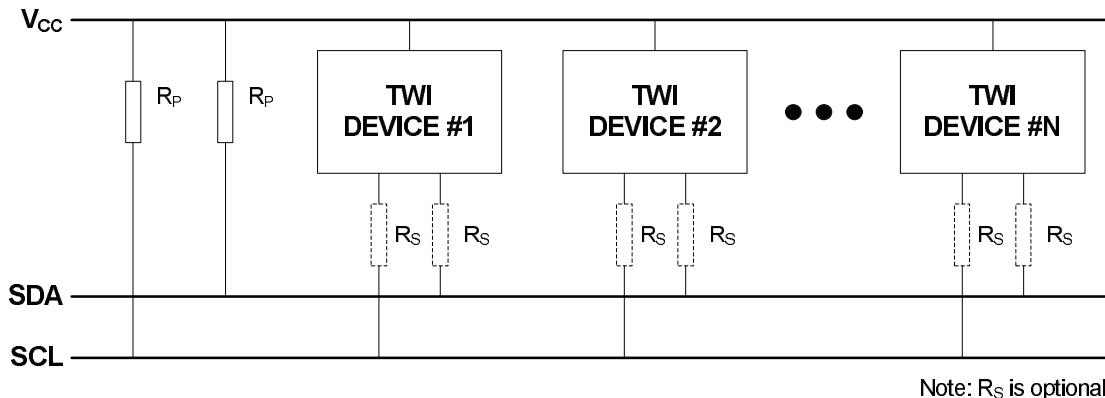 VCC
RP
RP
TWI
DEVICE #1
TWI
DEVICE #2
TWI
DEVICE #N
RS
RS
RS
RS
RS
RS
SDA
SCL
Note: RS is optional